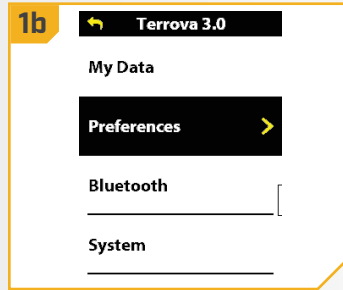 1b
Terrova 3.0
My Data
Preferences
Bluetooth
System